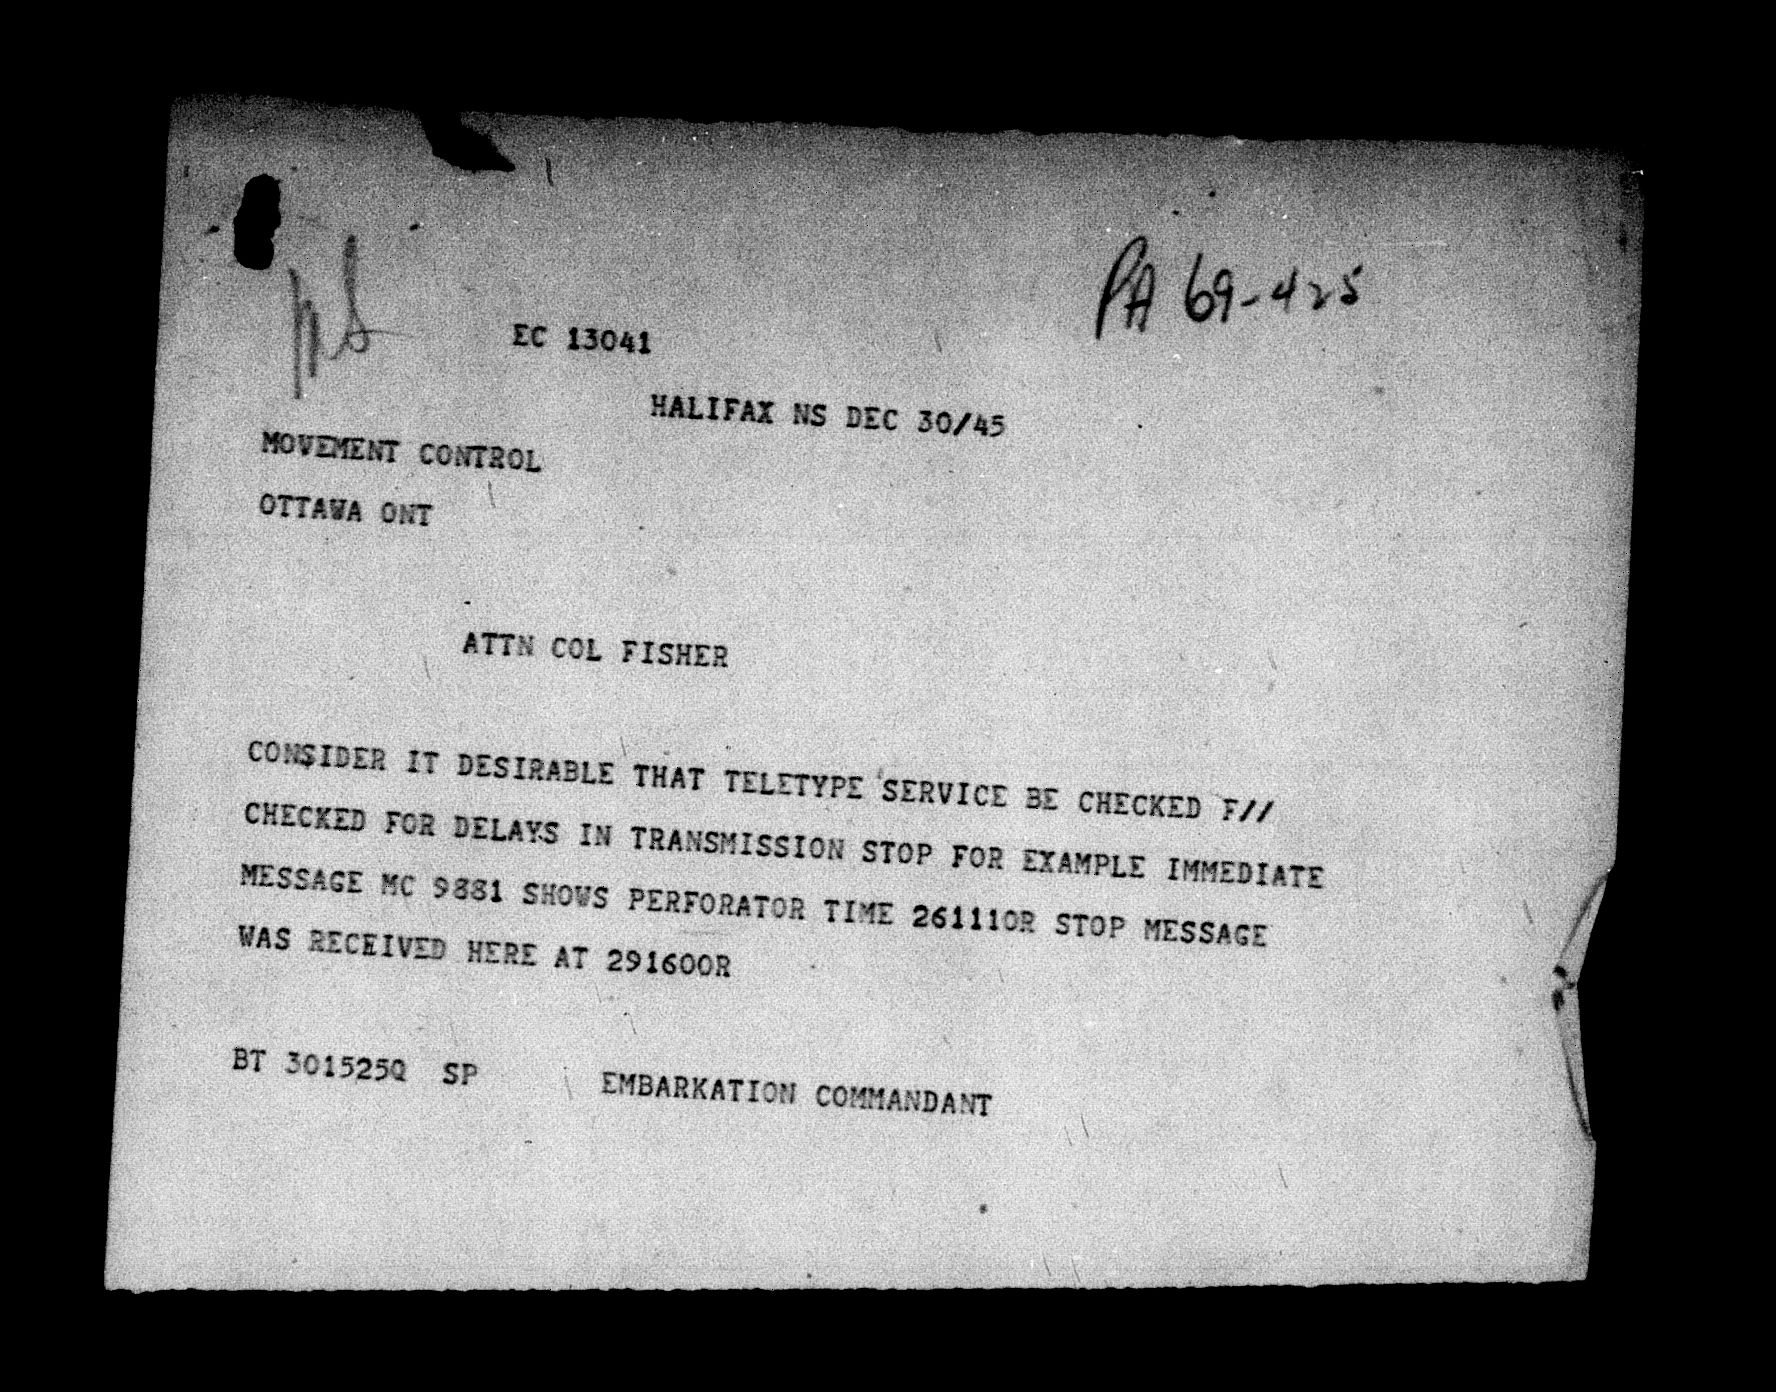 PA 69-425
EC 13041
HALIFAX NS DEC 30/45
MOVEMENT CONTROL
OTTAWA ONT
ATTN COL FISHER
CONSIDER IT DESIRABLE THAT TELETYPE SERVICE BE CHECKED F//
CHECKED FOR DELAYS IN TRANSMISSION STOP FOR EXAMPLE IMMEDIATE
MESSAGE MC 9881 SHOWS PERFORATOR TIME 261110R STOP MESSAGE
WAS RECEIVED HERE AT 291600R
BT 301525Q SP EMBARKATION COMMANDANT